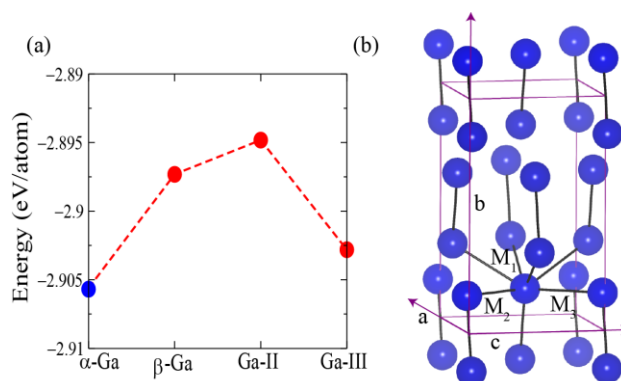 (a)
−2.89
−2.895
−2.9
−2.905
−2.91
Energy (eV/atom)
α-Ga
β-Ga
Ga-II
Ga-III
(b)
b
M1
M2
M3
a
c